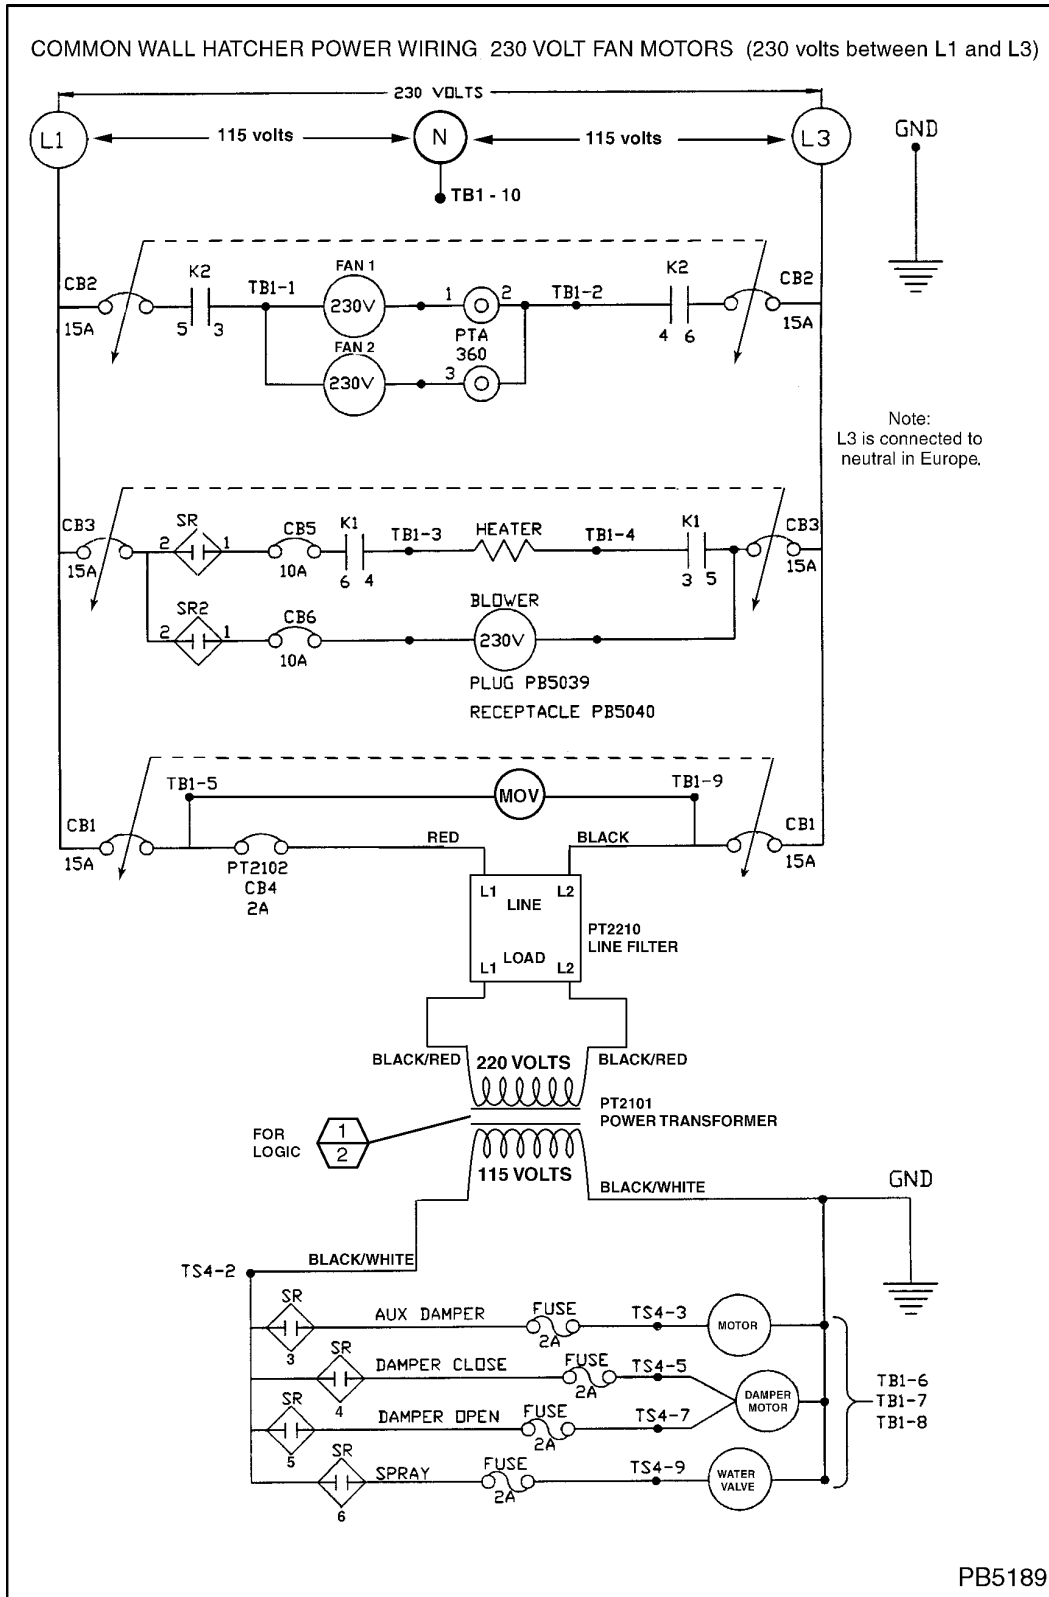 COMMON WALL HATCHER POWER WIRING 230 VOLT FAN MOTORS (230 volts between L1 and L3)
230 VOLTS
L1
115 volts
N
115 volts
L3
GND
TB1 - 10
CB2
15A
K2
5 3
TB1-1
FAN 1
230V
1
2
PTA
360
TB1-2
K2
4 6
CB2
15A
FAN 2
230V
3
Note:
L3 is connected to
neutral in Europe.
CB3
15A
SR
2 1
CB5
10A
K1
6 4
TB1-3
HEATER
TB1-4
K1
3 5
CB3
15A
SR2
2 1
CB6
10A
BLOWER
230V
PLUG PB5039
RECEPTACLE PB5040
TB1-5
MOV
TB1-9
CB1
15A
PT2102
CB4
2A
RED
BLACK
CB1
15A
L1 L2
LINE
LOAD
L1 L2
PT2210
LINE FILTER
BLACK/RED
220 VOLTS
BLACK/RED
PT2101
POWER TRANSFORMER
FOR
LOGIC
1
2
115 VOLTS
BLACK/WHITE
GND
BLACK/WHITE
TS4-2
SR
3
AUX DAMPER
FUSE
2A
TS4-3
MOTOR
SR
4
DAMPER CLOSE
FUSE
2A
TS4-5
DAMPER
MOTOR
SR
5
DAMPER OPEN
FUSE
2A
TS4-7
TB1-6
TB1-7
TB1-8
SR
6
SPRAY
FUSE
2A
TS4-9
WATER
VALVE
PB5189